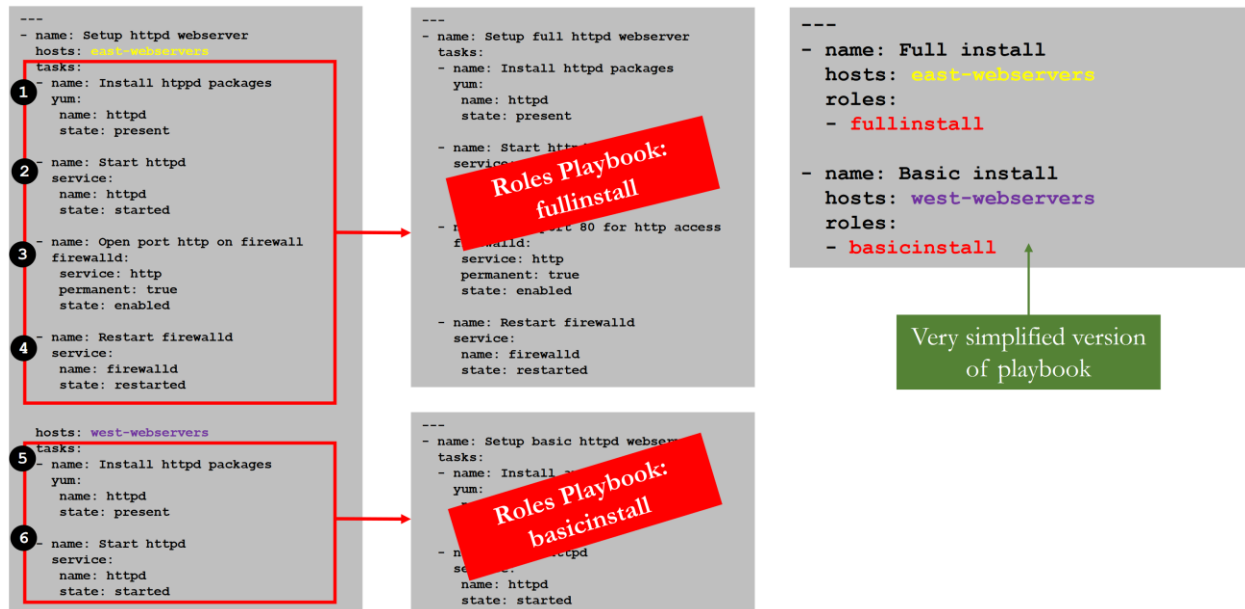 ---
- name: Setup httpd webserver
hosts: east-webservers
tasks:
1
- name: Install htppd packages
yum:
name: httpd
state: present
2
- name: Start httpd
service:
name: httpd
state: started
3
- name: Open port http on firewall
firewalld:
service: http
permanent: true
state: enabled
4
- name: Restart firewalld
service:
name: firewalld
state: restarted
hosts: west-webservers
tasks:
5
- name: Install httpd packages
yum:
name: httpd
state: present
6
- name: Start httpd
service:
name: httpd
state: started
---
- name: Setup full httpd webserver
tasks:
- name: Install httpd packages
yum:
name: httpd
state: present
- name: Start
service:
Roles Playbook:
fullinstall
80 for http access
service: http
permanent: true
state: enabled
- name: Restart firewalld
service:
name: firewalld
state: restarted
---
- name: Setup basic httpd
tasks:
- name: Install
yum:
Roles Playbook:
basicinstall
name: httpd
state: started
---
- name: Full install
hosts: east-webservers
roles:
- fullinstall
- name: Basic install
hosts: west-webservers
roles:
- basicinstall
Very simplified version
of playbook